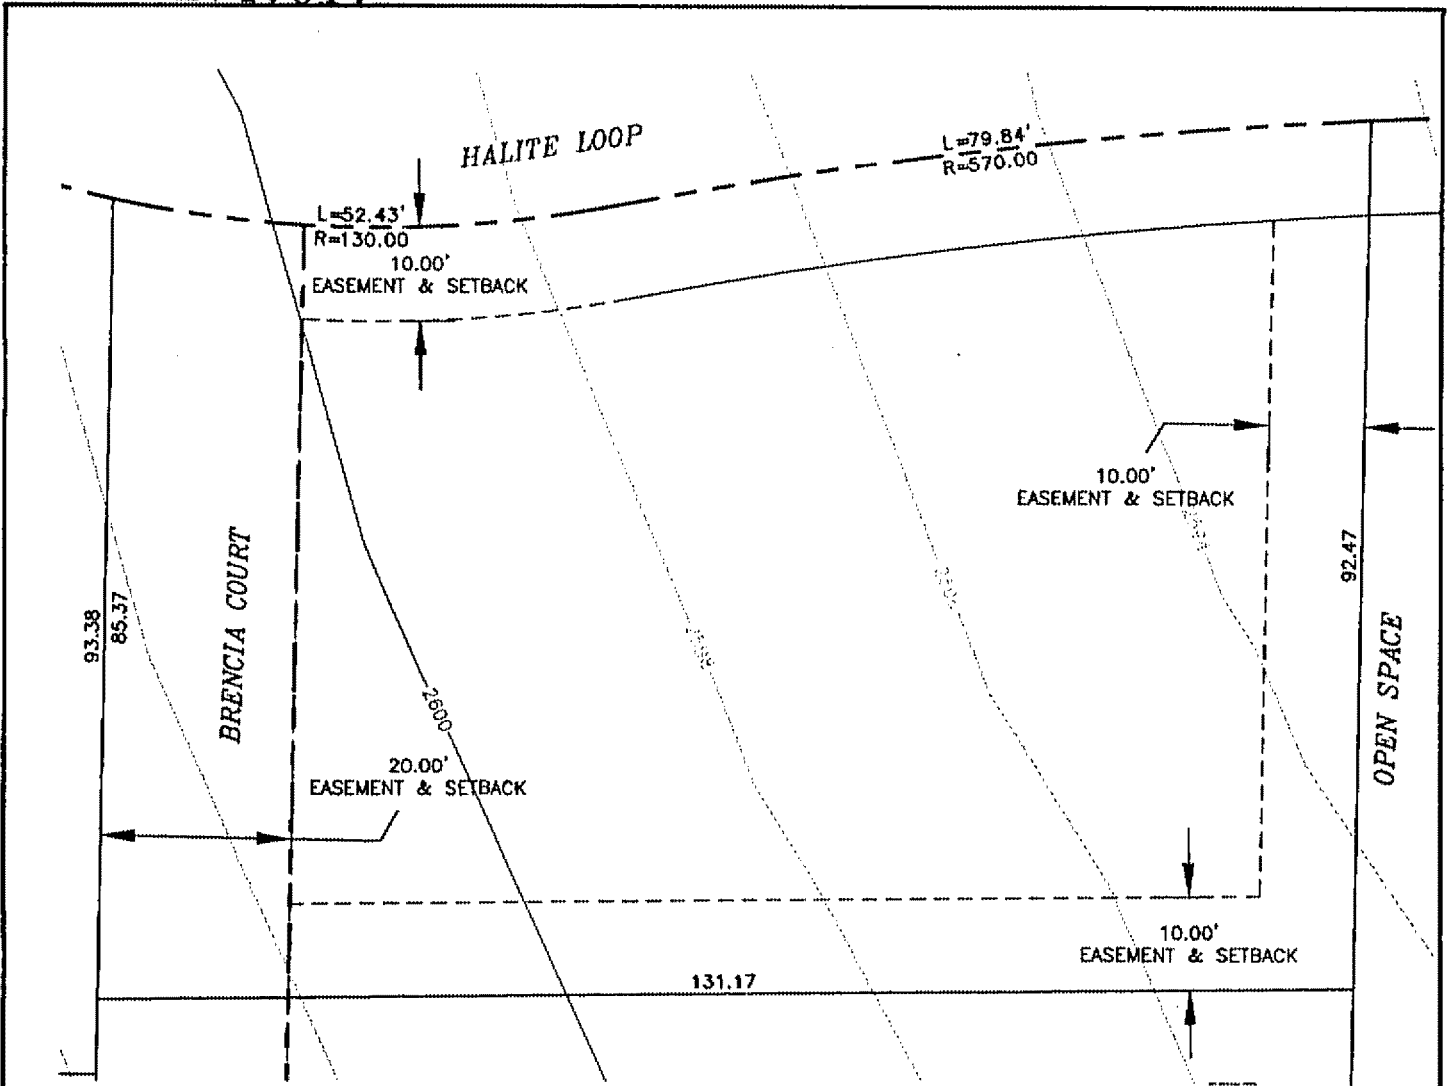 HALITE LOOP
L=79.84'
R=570.00
L=52.43'
R=130.00
10.00'
EASEMENT & SETBACK
10.00'
EASEMENT & SETBACK
92.47
93.38
85.37
BRENCIA COURT
OPEN SPACE
2600
20.00'
EASEMENT & SETBACK
10.00'
EASEMENT & SETBACK
131.17